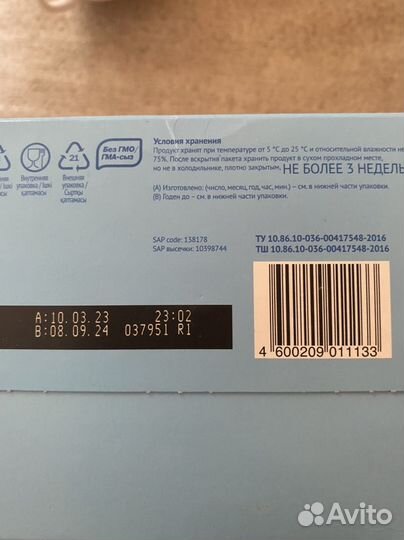 Условия хранения
Продукт хранят при температуре от 5 °С до 25 °С и относительной влажности не
75%. После вскрытия пакета хранить продукт в сухом прохладном месте,
но не в холодильнике, плотно закрытым, НЕ БОЛЕЕ 3 НЕДЕЛЬ
(А) Изготовлено: (число, месяц, год, час, мин.) – см. в нижней части упаковки.
(В) Годен до – см. в нижней части упаковки.
Без ГМО/
ГМА-сыз
21
Внутренняя
упаковка / Ішкі
қаптамасы
Внешняя
упаковка /
Сыртқы
қаптамасы
SAP code: 138178
SAP высечки: 10398744
ТУ 10.86.10-036-00417548-2016
ТШ 10.86.10-036-00417548-2016
A:10.03.23 23:02
B:08.09.24 037951 R1
4 600209 011133
Avito